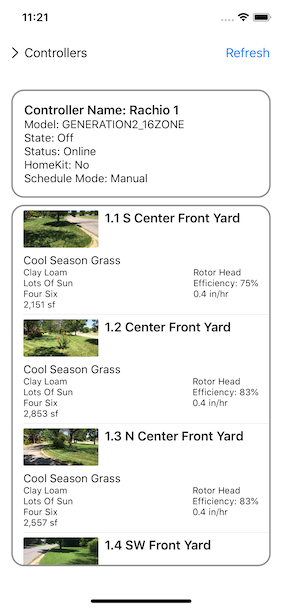 11:21
Controllers
Refresh
Controller Name: Rachio 1
Model: GENERATION2_16ZONE
State: Off
Status: Online
HomeKit: No
Schedule Mode: Manual
1.1 S Center Front Yard
Cool Season Grass
Clay Loam
Rotor Head
Lots Of Sun
Efficiency: 75%
Four Six
0.4 in/hr
2,151 sf
1.2 Center Front Yard
Cool Season Grass
Clay Loam
Rotor Head
Lots Of Sun
Efficiency: 83%
Four Six
0.4 in/hr
2,853 sf
1.3 N Center Front Yard
Cool Season Grass
Clay Loam
Rotor Head
Lots Of Sun
Efficiency: 83%
Four Six
0.4 in/hr
2,557 sf
1.4 SW Front Yard